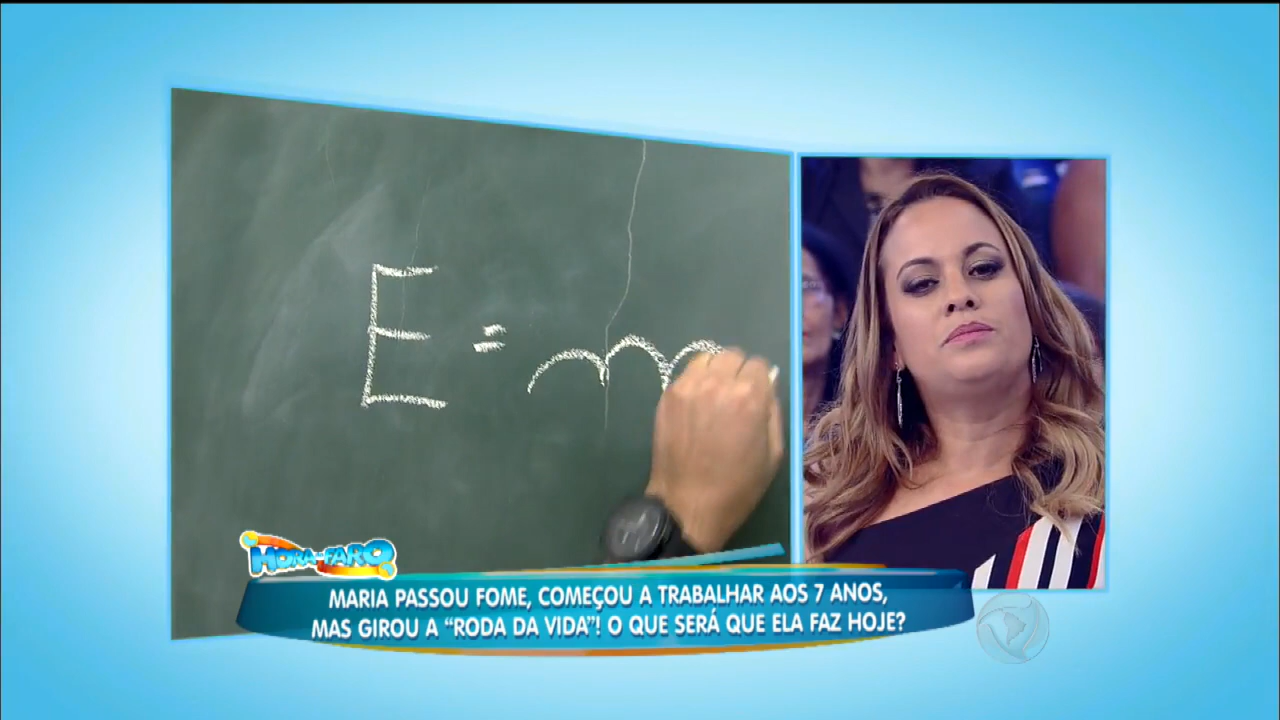 E = m
HORA DO FARO
MARIA PASSOU FOME, COMEÇOU A TRABALHAR AOS 7 ANOS,
MAS GIROU A “RODA DA VIDA”! O QUE SERÁ QUE ELA FAZ HOJE?